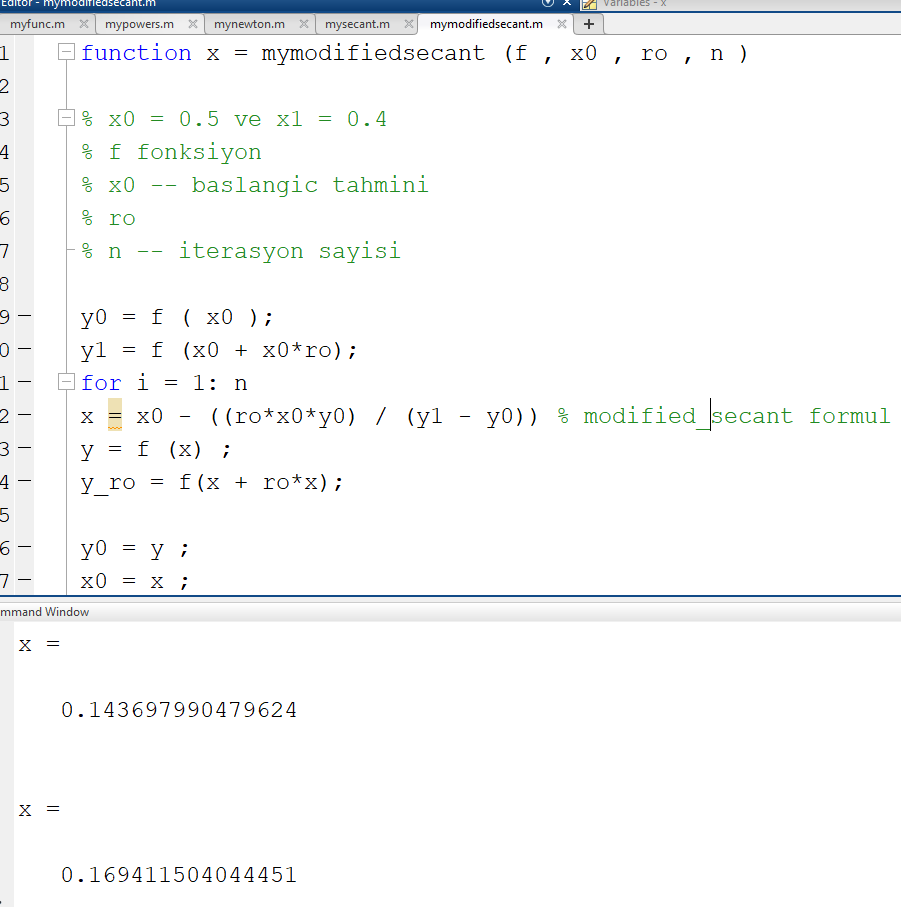 Editor - mymodifiedsecant.m Variables - x
myfunc.m mypowers.m mynewton.m mysecant.m mymodifiedsecant.m +
1 function x = mymodifiedsecant (f , x0 , ro , n )
2
3 % x0 = 0.5 ve x1 = 0.4
4 % f fonksiyon
5 % x0 -- baslangic tahmini
6 % ro
7 % n -- iterasyon sayisi
8
9 y0 = f ( x0 );
0 y1 = f (x0 + x0*ro);
1 for i = 1: n
2 x = x0 - ((ro*x0*y0) / (y1 - y0)) % modified_secant formul
3 y = f (x) ;
4 y_ro = f(x + ro*x);
5
6 y0 = y ;
7 x0 = x ;
mmand Window
x =
0.143697990479624
x =
0.169411504044451